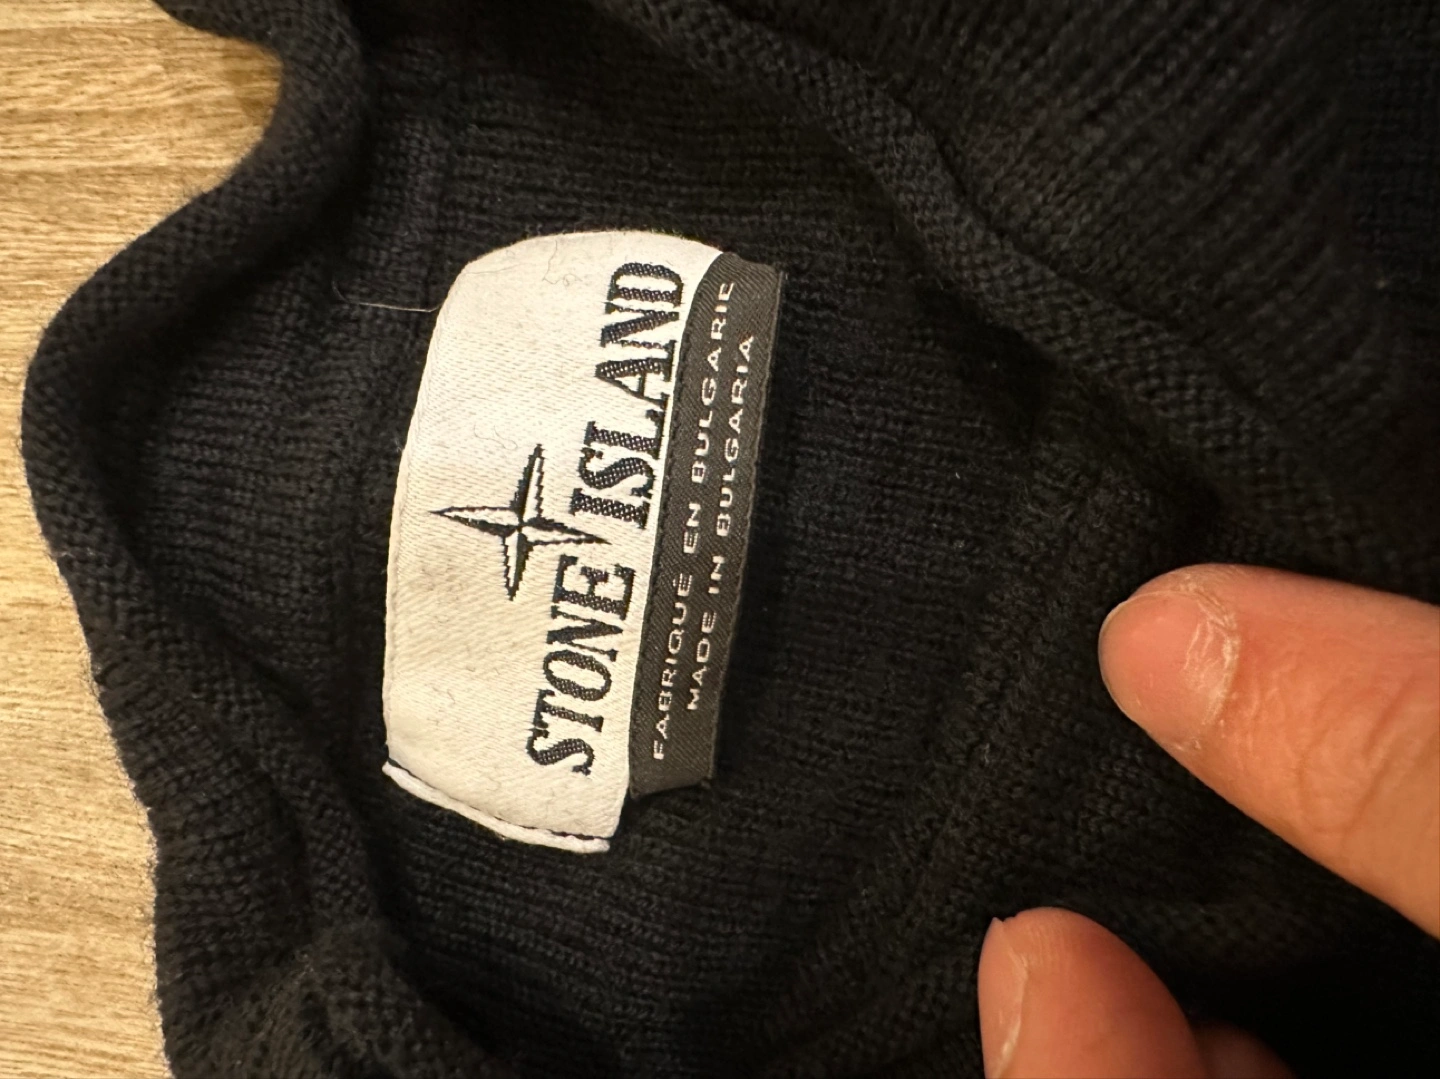 STONE ISLAND
FABRIQUÉ EN BULGARIE
MADE IN BULGARIA